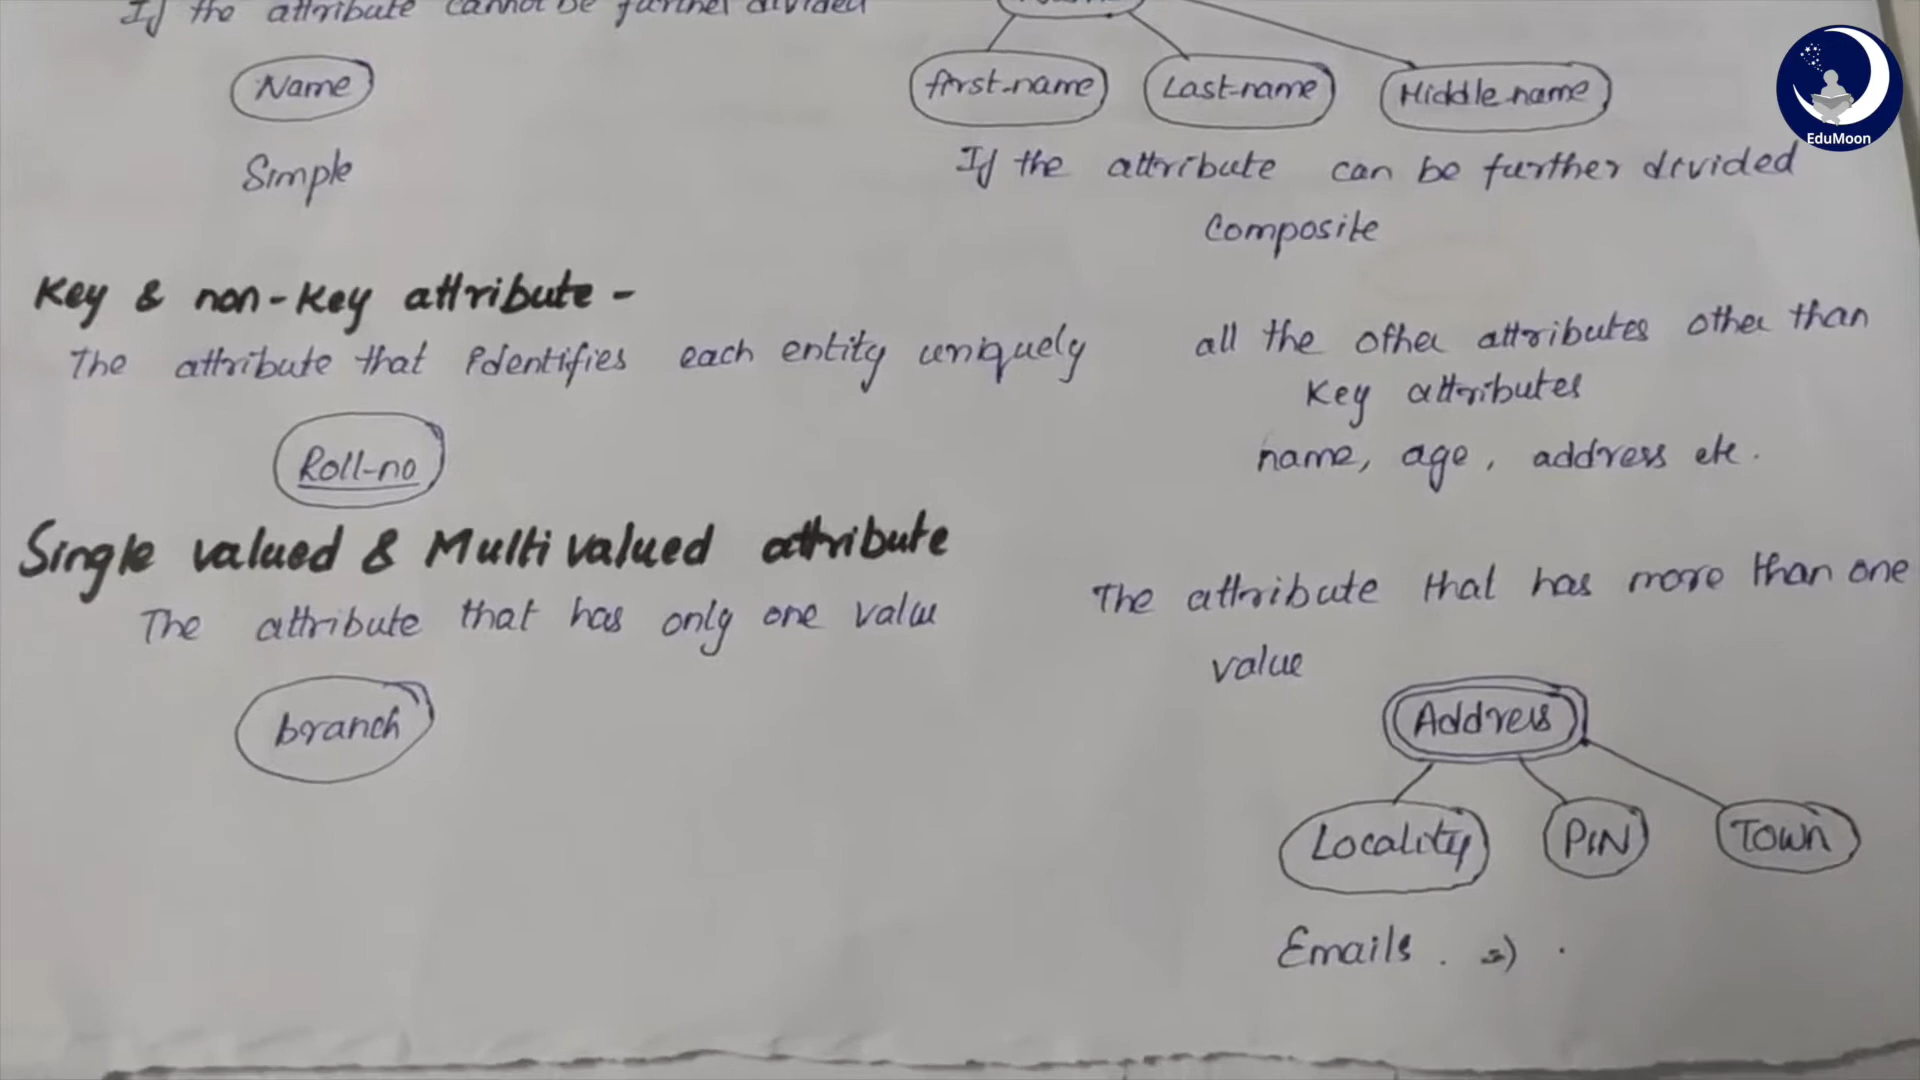 If the attribute cannot be further divided
Name
Simple
first-name
Last-name
Middle-name
If the attribute can be further divided
Composite
EduMoon
Key & non-Key attribute -
The attribute that identifies each entity uniquely
Roll-no
all the other attributes other than
Key attributes
name, age, address etc.
Single valued & Multi valued attribute
The attribute that has only one value
branch
The attribute that has more than one
value
Address
Locality
PIN
Town
Emails .